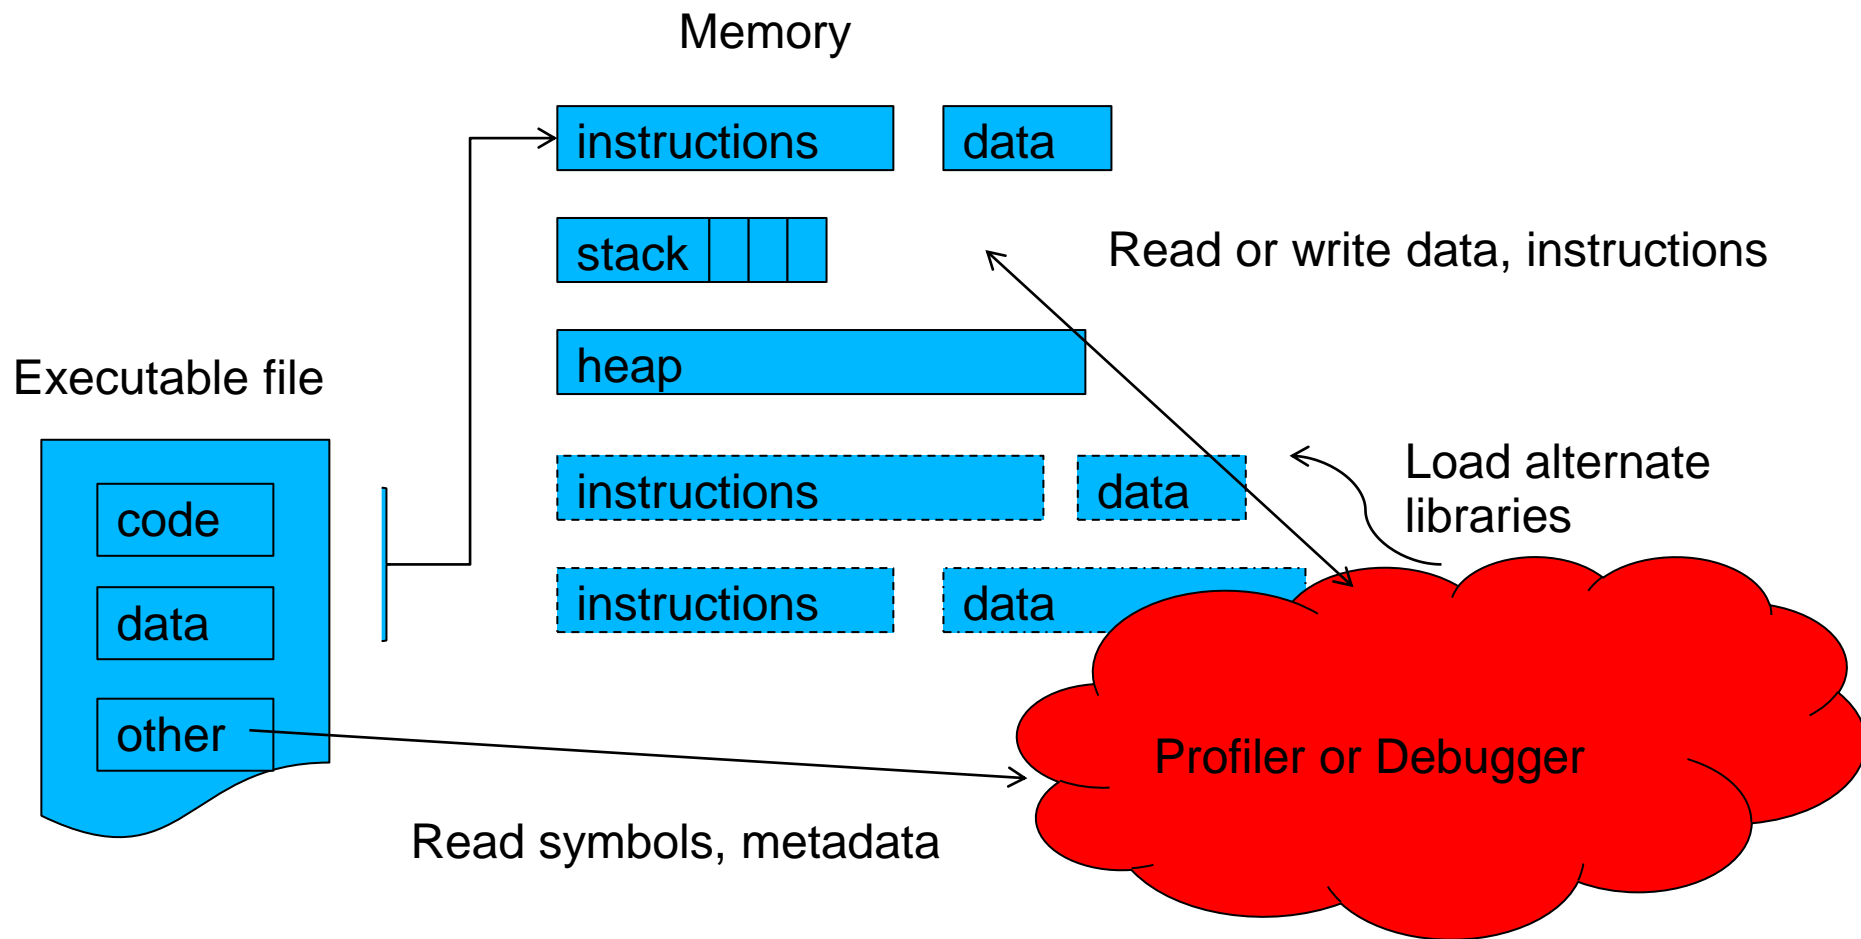 Memory
instructions
data
stack
Read or write data, instructions
heap
Executable file
Load alternate
libraries
instructions
data
code
instructions
data
data
other
Profiler or Debugger
Read symbols, metadata